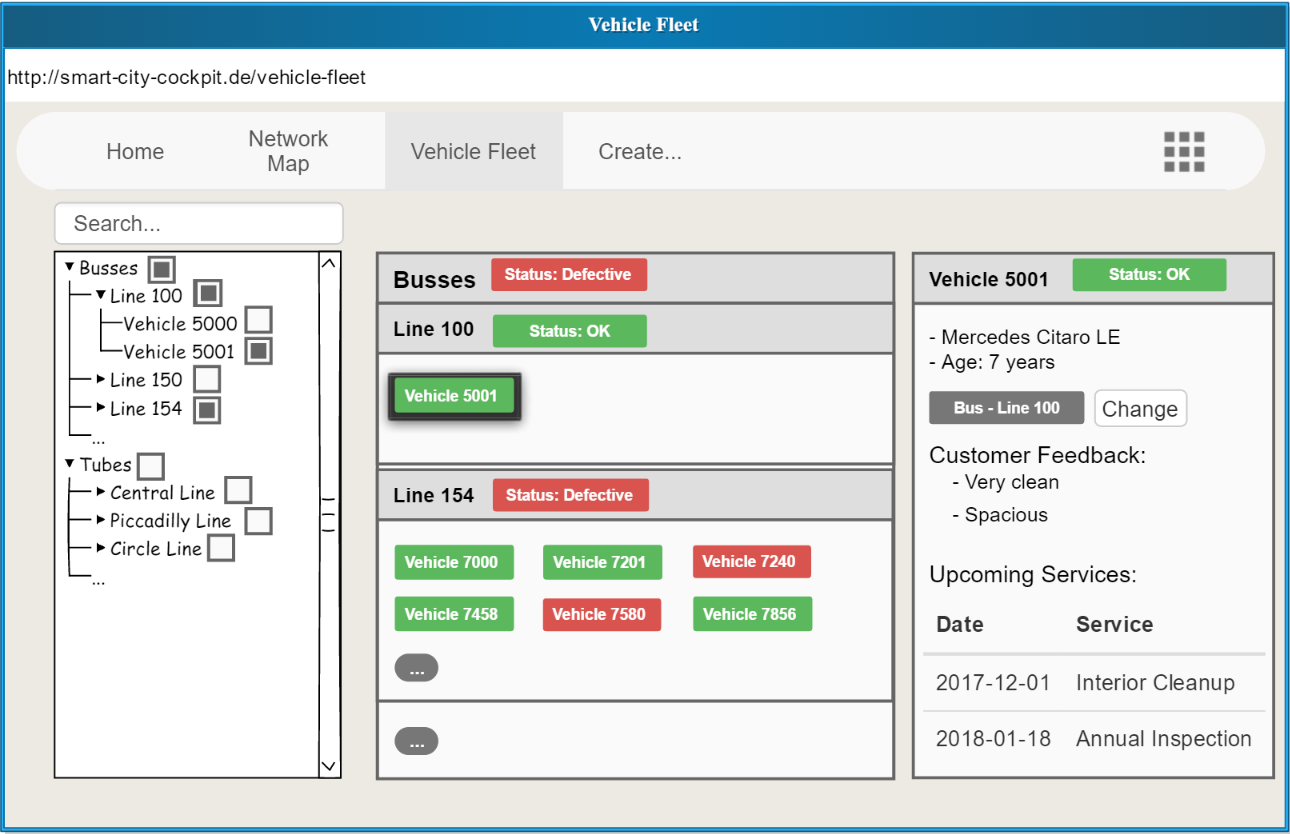 Vehicle Fleet
http://smart-city-cockpit.de/vehicle-fleet
Home
Network
Map
Vehicle Fleet
Create...
Search...
Busses
Line 100
Vehicle 5000
Vehicle 5001
Line 150
Line 154
...
Tubes
Central Line
Piccadilly Line
Circle Line
...
Busses
Status: Defective
Line 100
Status: OK
Vehicle 5001
Line 154
Status: Defective
Vehicle 7000
Vehicle 7201
Vehicle 7240
Vehicle 7458
Vehicle 7580
Vehicle 7856
...
...
Vehicle 5001
Status: OK
- Mercedes Citaro LE
- Age: 7 years
Bus - Line 100
Change
Customer Feedback:
- Very clean
- Spacious
Upcoming Services:
Date Service
2017-12-01 Interior Cleanup
2018-01-18 Annual Inspection